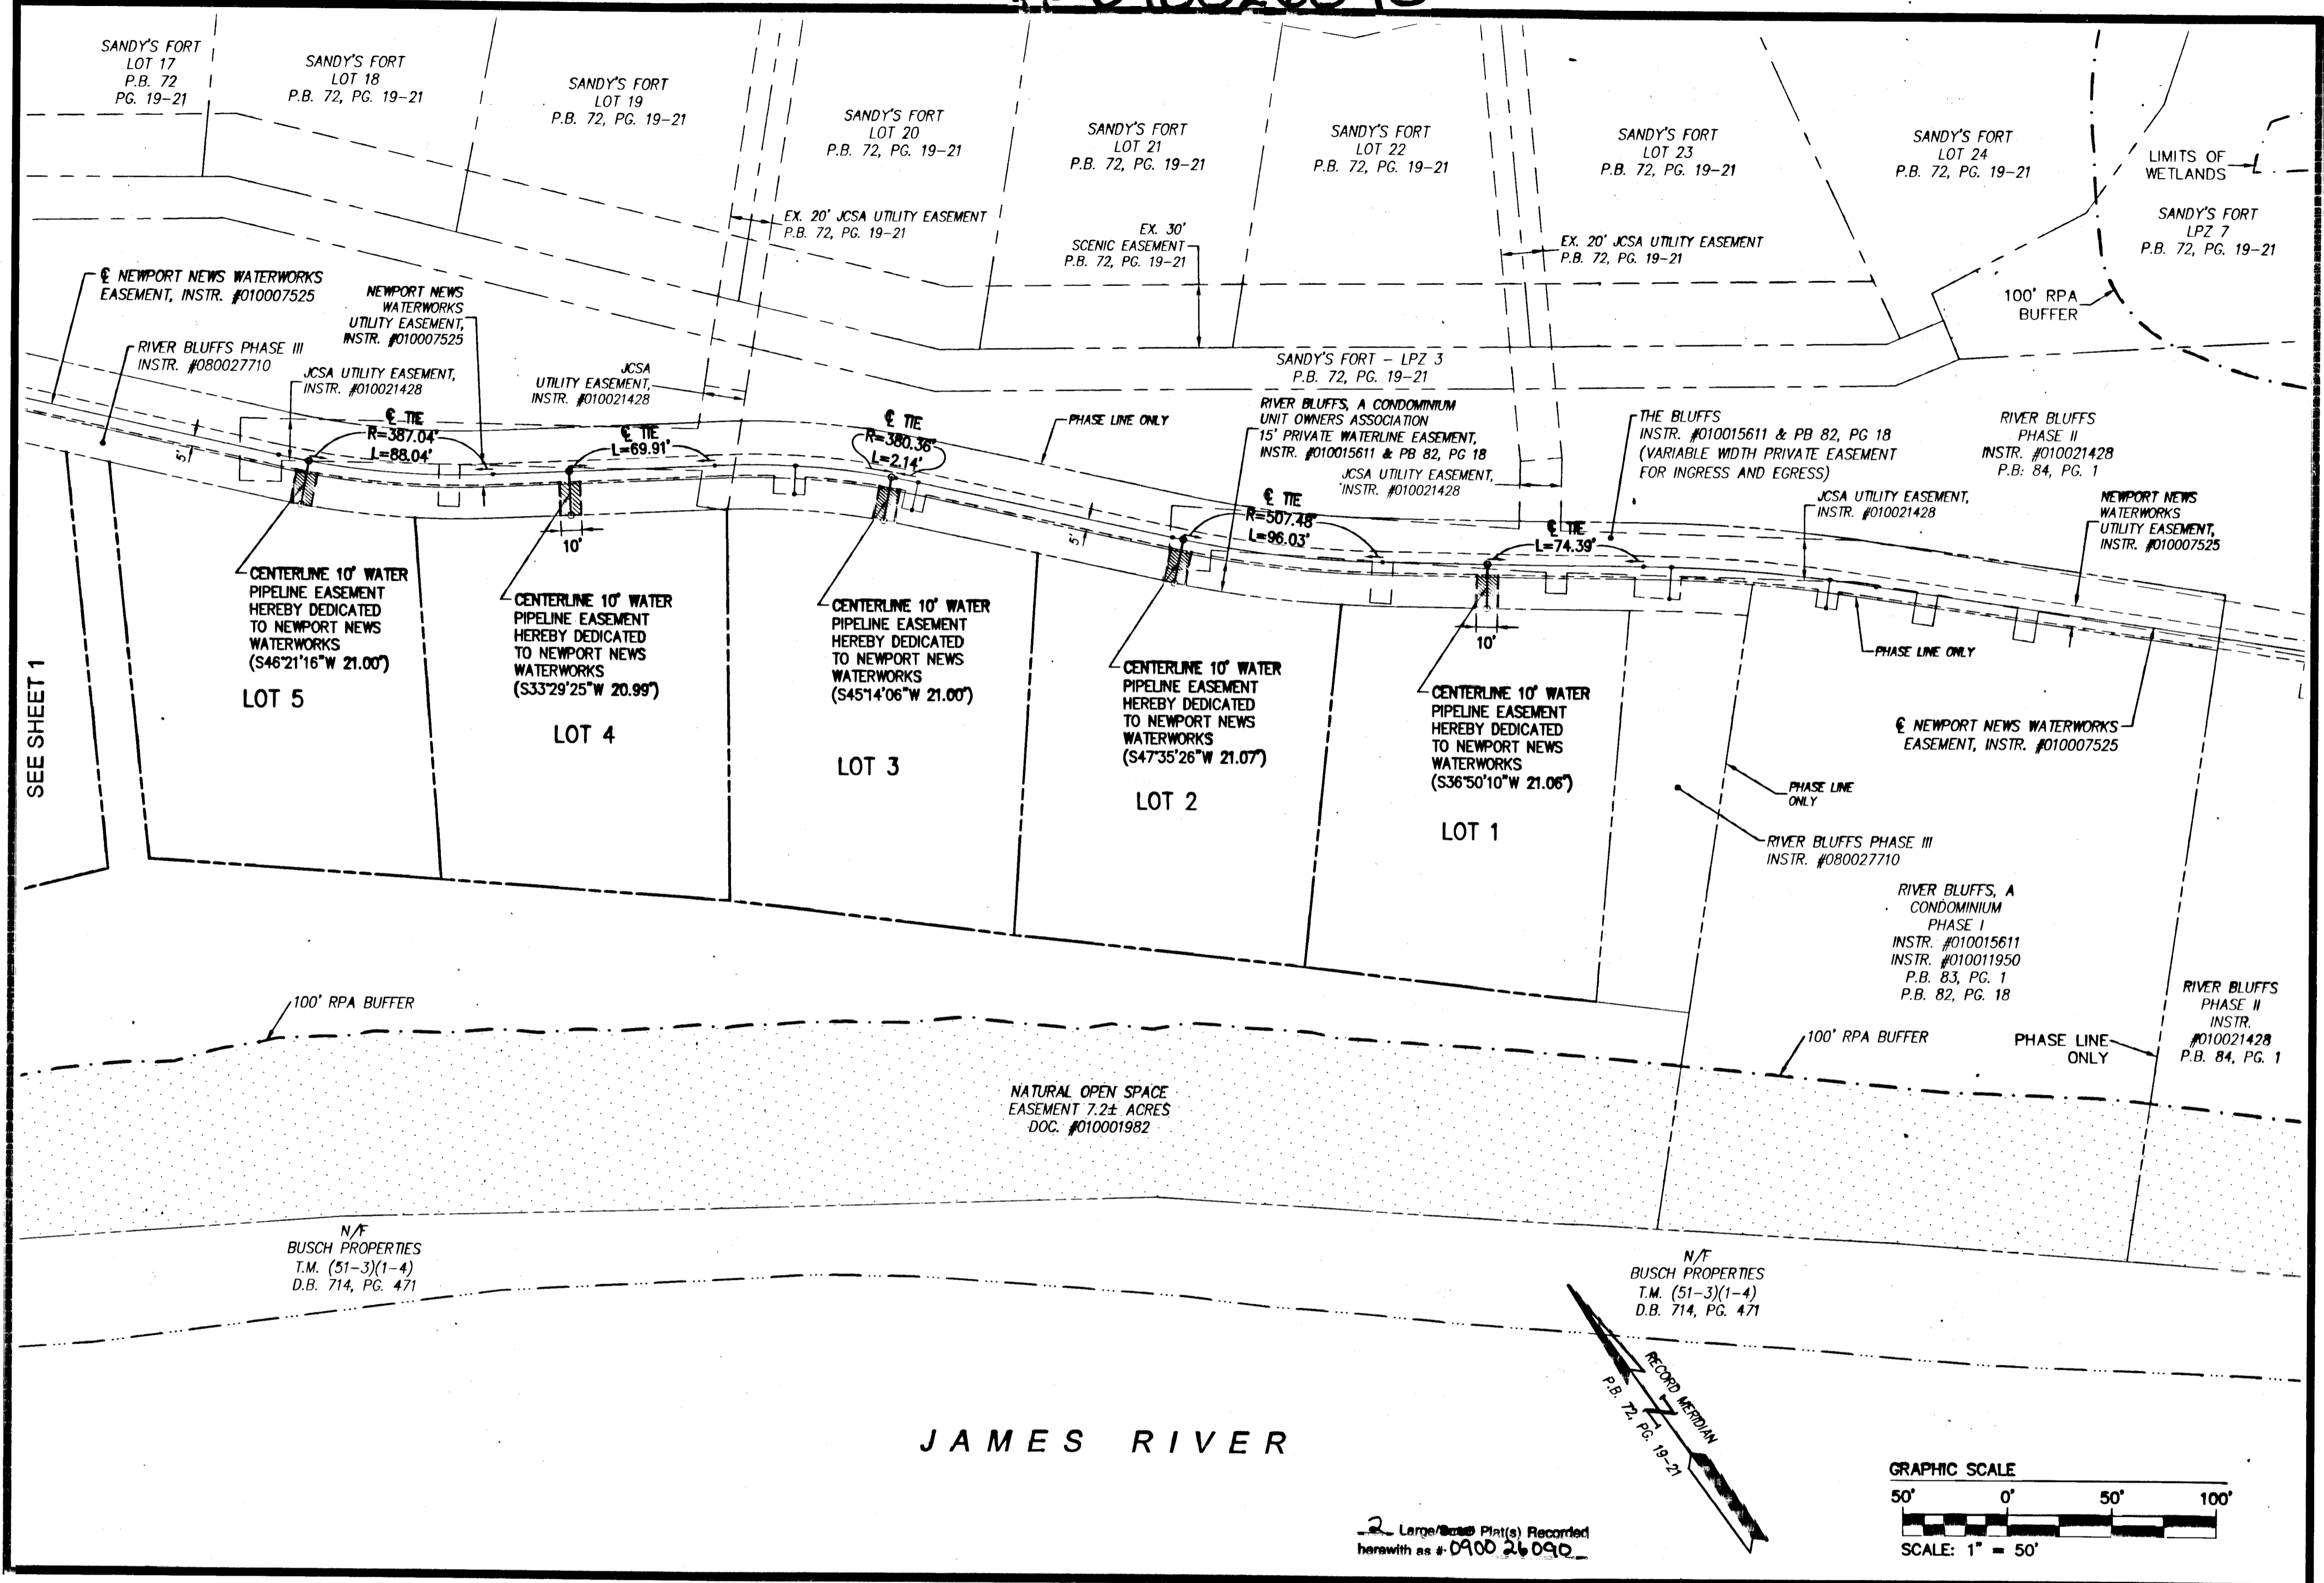 SANDY'S FORT
LOT 17
P.B. 72
PG. 19-21
SANDY'S FORT
LOT 18
P.B. 72, PG. 19-21
SANDY'S FORT
LOT 19
P.B. 72, PG. 19-21
SANDY'S FORT
LOT 20
P.B. 72, PG. 19-21
SANDY'S FORT
LOT 21
P.B. 72, PG. 19-21
SANDY'S FORT
LOT 22
P.B. 72, PG. 19-21
SANDY'S FORT
LOT 23
P.B. 72, PG. 19-21
SANDY'S FORT
LOT 24
P.B. 72, PG. 19-21
LIMITS OF
WETLANDS
SANDY'S FORT
LPZ 7
P.B. 72, PG. 19-21
EX. 20' JCSA UTILITY EASEMENT
P.B. 72, PG. 19-21
EX. 30'
SCENIC EASEMENT
P.B. 72, PG. 19-21
EX. 20' JCSA UTILITY EASEMENT
P.B. 72, PG. 19-21
100' RPA
BUFFER
℄ NEWPORT NEWS WATERWORKS
EASEMENT, INSTR. #010007525
NEWPORT NEWS
WATERWORKS
UTILITY EASEMENT,
INSTR. #010007525
RIVER BLUFFS PHASE III
INSTR. #080027710
JCSA UTILITY EASEMENT,
INSTR. #010021428
JCSA
UTILITY EASEMENT,
INSTR. #010021428
SANDY'S FORT - LPZ 3
P.B. 72, PG. 19-21
℄ TIE
R=387.04'
L=88.04'
℄ TIE
L=69.91'
℄ TIE
R=380.36'
L=2.14'
PHASE LINE ONLY
RIVER BLUFFS, A CONDOMINIUM
UNIT OWNERS ASSOCIATION
15' PRIVATE WATERLINE EASEMENT,
INSTR. #010015611 & PB 82, PG 18
JCSA UTILITY EASEMENT,
INSTR. #010021428
THE BLUFFS
INSTR. #010015611 & PB 82, PG 18
(VARIABLE WIDTH PRIVATE EASEMENT
FOR INGRESS AND EGRESS)
RIVER BLUFFS
PHASE II
INSTR. #010021428
P.B. 84, PG. 1
JCSA UTILITY EASEMENT,
INSTR. #010021428
NEWPORT NEWS
WATERWORKS
UTILITY EASEMENT,
INSTR. #010007525
℄ TIE
R=507.48'
L=96.03'
℄ TIE
L=74.39'
5'
5'
10'
10'
CENTERLINE 10' WATER
PIPELINE EASEMENT
HEREBY DEDICATED
TO NEWPORT NEWS
WATERWORKS
(S46°21'16"W 21.00')
LOT 5
CENTERLINE 10' WATER
PIPELINE EASEMENT
HEREBY DEDICATED
TO NEWPORT NEWS
WATERWORKS
(S33°29'25"W 20.99')
LOT 4
CENTERLINE 10' WATER
PIPELINE EASEMENT
HEREBY DEDICATED
TO NEWPORT NEWS
WATERWORKS
(S45°14'06"W 21.00')
LOT 3
CENTERLINE 10' WATER
PIPELINE EASEMENT
HEREBY DEDICATED
TO NEWPORT NEWS
WATERWORKS
(S47°35'26"W 21.07')
LOT 2
CENTERLINE 10' WATER
PIPELINE EASEMENT
HEREBY DEDICATED
TO NEWPORT NEWS
WATERWORKS
(S36°50'10"W 21.06')
LOT 1
PHASE LINE ONLY
℄ NEWPORT NEWS WATERWORKS
EASEMENT, INSTR. #010007525
PHASE LINE
ONLY
RIVER BLUFFS PHASE III
INSTR. #080027710
SEE SHEET 1
RIVER BLUFFS, A
CONDOMINIUM
PHASE I
INSTR. #010015611
INSTR. #010011950
P.B. 83, PG. 1
P.B. 82, PG. 18
RIVER BLUFFS
PHASE II
INSTR.
#010021428
P.B. 84, PG. 1
100' RPA BUFFER
100' RPA BUFFER
PHASE LINE
ONLY
NATURAL OPEN SPACE
EASEMENT 7.2± ACRES
DOC. #010001982
N/F
BUSCH PROPERTIES
T.M. (51-3)(1-4)
D.B. 714, PG. 471
N/F
BUSCH PROPERTIES
T.M. (51-3)(1-4)
D.B. 714, PG. 471
RECORD MERIDIAN
N
P.B. 72, PG. 19-21
JAMES RIVER
2 Large/ Plat(s) Recorded
herewith as # 090026090
GRAPHIC SCALE
50' 0' 50' 100'
SCALE: 1" = 50'